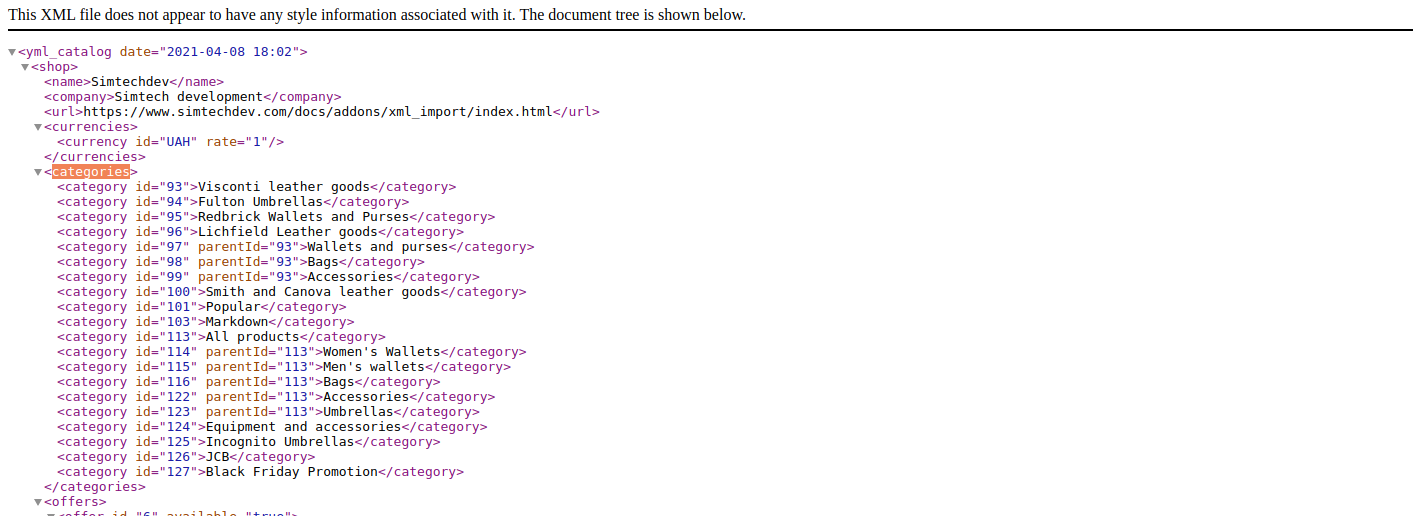 This XML file does not appear to have any style information associated with it. The document tree is shown below.
▼<yml_catalog date="2021-04-08 18:02">
▼<shop>
<name>Simtechdev</name>
<company>Simtech development</company>
<url>https://www.simtechdev.com/docs/addons/xml_import/index.html</url>
▼<currencies>
<currency id="UAH" rate="1"/>
</currencies>
▼<categories>
<category id="93">Visconti leather goods</category>
<category id="94">Fulton Umbrellas</category>
<category id="95">Redbrick Wallets and Purses</category>
<category id="96">Lichfield Leather goods</category>
<category id="97" parentId="93">Wallets and purses</category>
<category id="98" parentId="93">Bags</category>
<category id="99" parentId="93">Accessories</category>
<category id="100">Smith and Canova leather goods</category>
<category id="101">Popular</category>
<category id="103">Markdown</category>
<category id="113">All products</category>
<category id="114" parentId="113">Women's Wallets</category>
<category id="115" parentId="113">Men's wallets</category>
<category id="116" parentId="113">Bags</category>
<category id="122" parentId="113">Accessories</category>
<category id="123" parentId="113">Umbrellas</category>
<category id="124">Equipment and accessories</category>
<category id="125">Incognito Umbrellas</category>
<category id="126">JCB</category>
<category id="127">Black Friday Promotion</category>
</categories>
▼<offers>
▼<offer id="6" available="true">